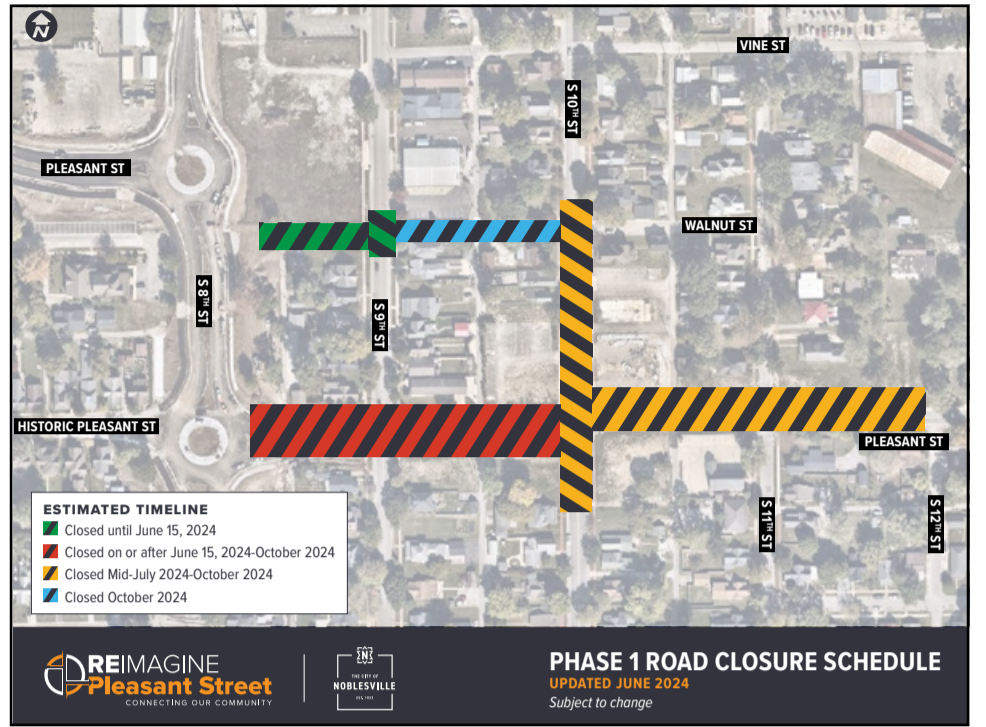 N
VINE ST
S 10TH ST
PLEASANT ST
WALNUT ST
S 8TH ST
S 9TH ST
HISTORIC PLEASANT ST
PLEASANT ST
S 11TH ST
S 12TH ST
ESTIMATED TIMELINE
Closed until June 15, 2024
Closed on or after June 15, 2024-October 2024
Closed Mid-July 2024-October 2024
Closed October 2024
REIMAGINE
Pleasant Street
CONNECTING OUR COMMUNITY
N
THE CITY OF
NOBLESVILLE
PHASE 1 ROAD CLOSURE SCHEDULE
UPDATED JUNE 2024
Subject to change